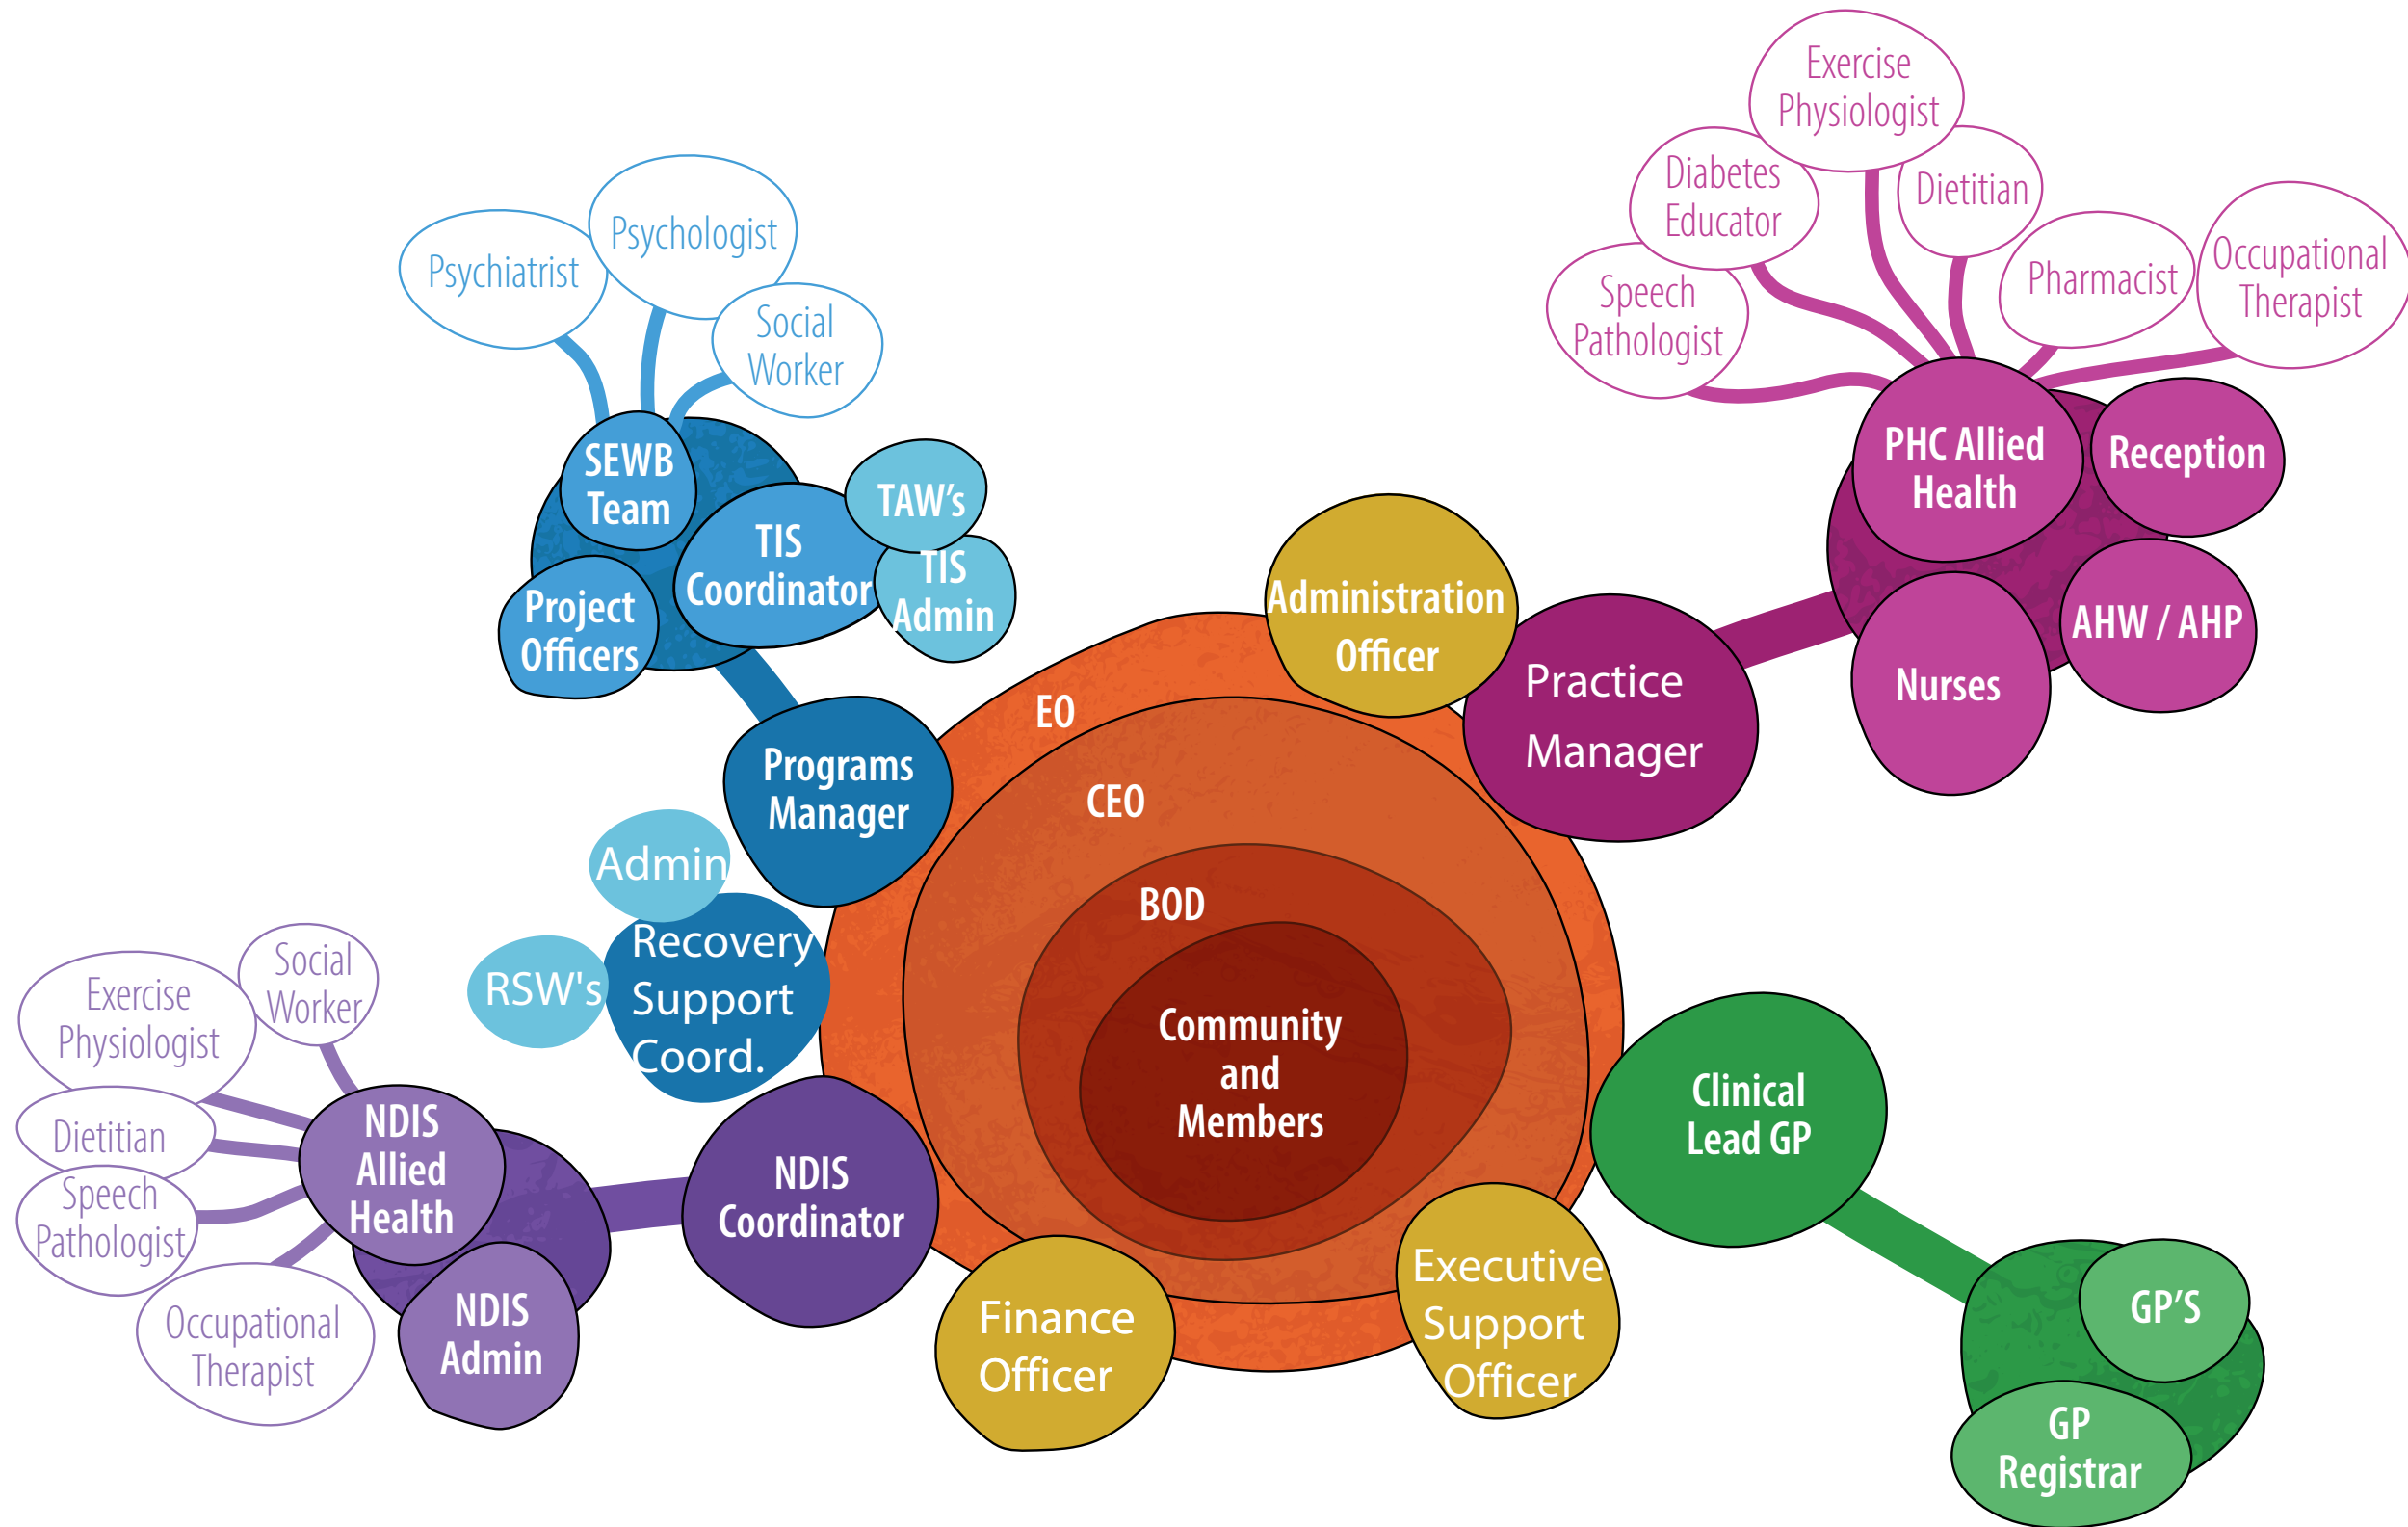 Exercise
Physiologist
Diabetes
Educator
Dietitian
Speech
Pathologist
Pharmacist
Occupational
Therapist
PHC Allied
Health
Reception
AHW / AHP
Nurses
Practice
Manager
Administration
Officer
Psychiatrist
Psychologist
Social
Worker
SEWB
Team
TIS
Coordinator
TAW’s
TIS
Admin
Project
Officers
Programs
Manager
Admin
RSW's
Recovery
Support
Coord.
EO
CEO
BOD
Community
and
Members
Social
Worker
Exercise
Physiologist
Dietitian
Speech
Pathologist
Occupational
Therapist
NDIS
Allied
Health
NDIS
Admin
NDIS
Coordinator
Finance
Officer
Executive
Support
Officer
Clinical
Lead GP
GP’S
GP
Registrar